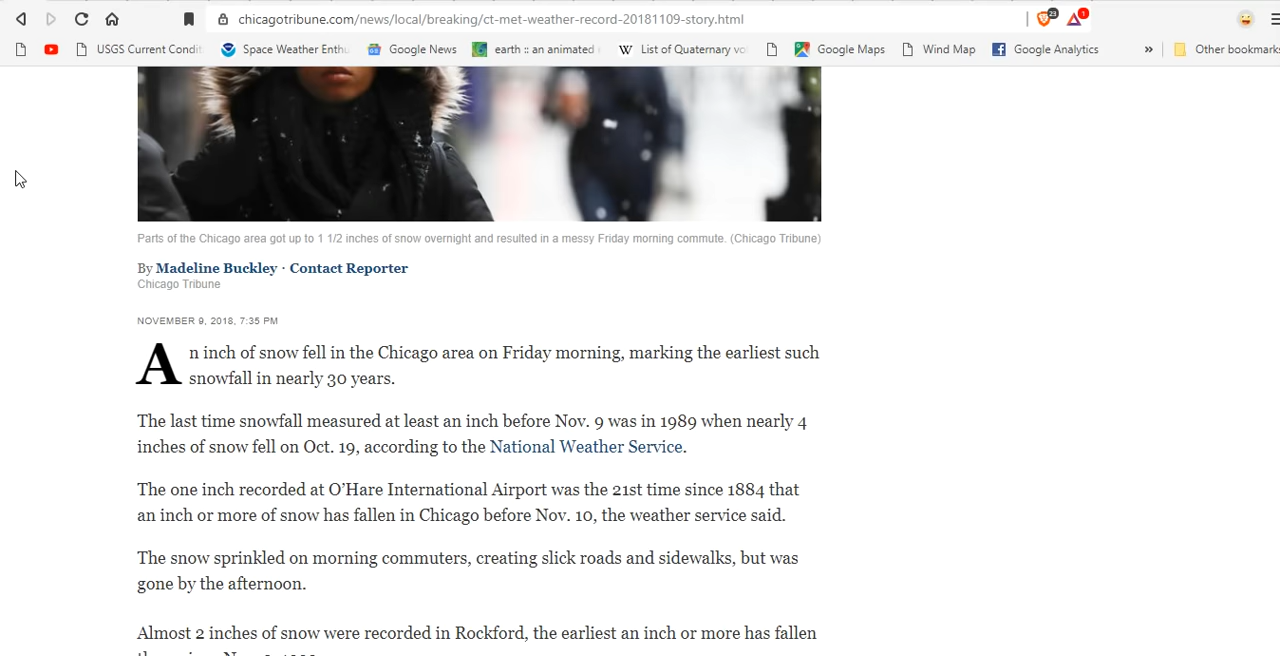 chicagotribune.com/news/local/breaking/ct-met-weather-record-20181109-story.html
23
1
USGS Current Condit
Space Weather Enthu
Google News
earth :: an animated
W List of Quaternary vo
Google Maps
Wind Map
Google Analytics
»
Other bookmarks
Parts of the Chicago area got up to 1 1/2 inches of snow overnight and resulted in a messy Friday morning commute. (Chicago Tribune)
By Madeline Buckley · Contact Reporter
Chicago Tribune
NOVEMBER 9, 2018, 7:35 PM
An inch of snow fell in the Chicago area on Friday morning, marking the earliest such
snowfall in nearly 30 years.
The last time snowfall measured at least an inch before Nov. 9 was in 1989 when nearly 4
inches of snow fell on Oct. 19, according to the National Weather Service.
The one inch recorded at O’Hare International Airport was the 21st time since 1884 that
an inch or more of snow has fallen in Chicago before Nov. 10, the weather service said.
The snow sprinkled on morning commuters, creating slick roads and sidewalks, but was
gone by the afternoon.
Almost 2 inches of snow were recorded in Rockford, the earliest an inch or more has fallen